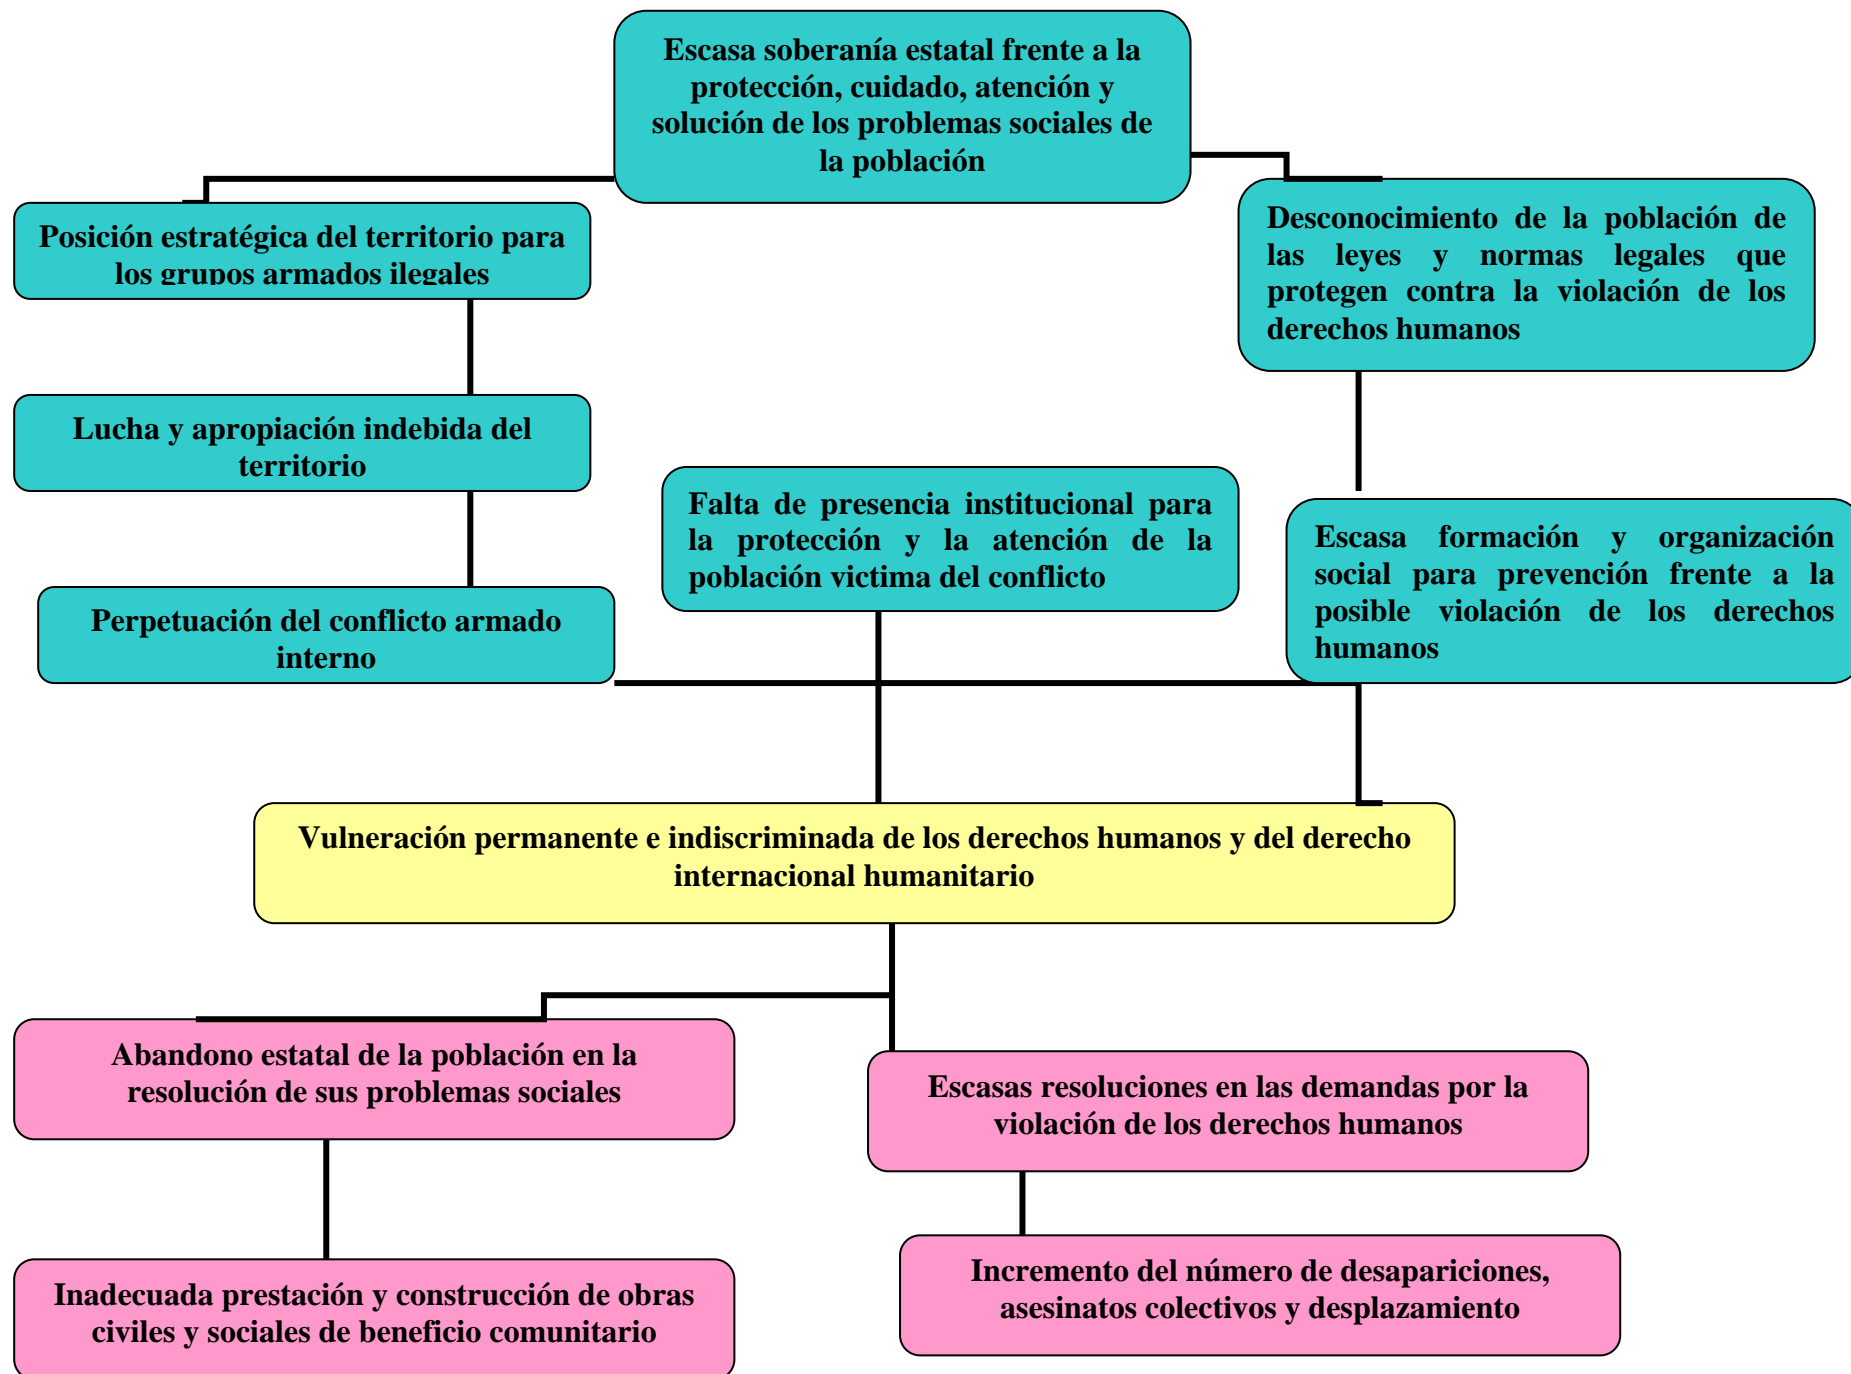 Escasa soberanía estatal frente a la
protección, cuidado, atención y
solución de los problemas sociales de
la población
Posición estratégica del territorio para
los grupos armados ilegales
Desconocimiento de la población de
las leyes y normas legales que
protegen contra la violación de los
derechos humanos
Lucha y apropiación indebida del
territorio
Falta de presencia institucional para
la protección y la atención de la
población victima del conflicto
Escasa formación y organización
social para prevención frente a la
posible violación de los derechos
humanos
Perpetuación del conflicto armado
interno
Vulneración permanente e indiscriminada de los derechos humanos y del derecho
internacional humanitario
Abandono estatal de la población en la
resolución de sus problemas sociales
Escasas resoluciones en las demandas por la
violación de los derechos humanos
Inadecuada prestación y construcción de obras
civiles y sociales de beneficio comunitario
Incremento del número de desapariciones,
asesinatos colectivos y desplazamiento